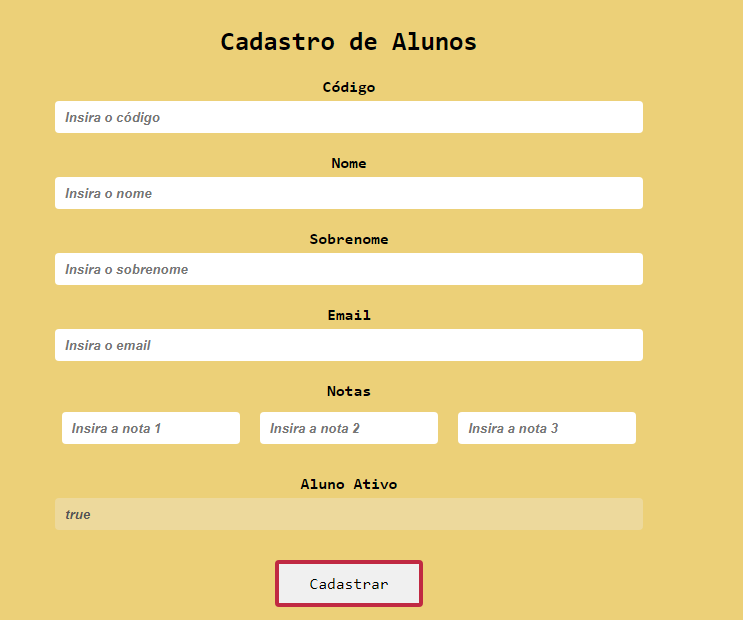 Cadastro de Alunos
Código
Insira o código
Nome
Insira o nome
Sobrenome
Insira o sobrenome
Email
Insira o email
Notas
Insira a nota 1 Insira a nota 2 Insira a nota 3
Aluno Ativo
true
Cadastrar